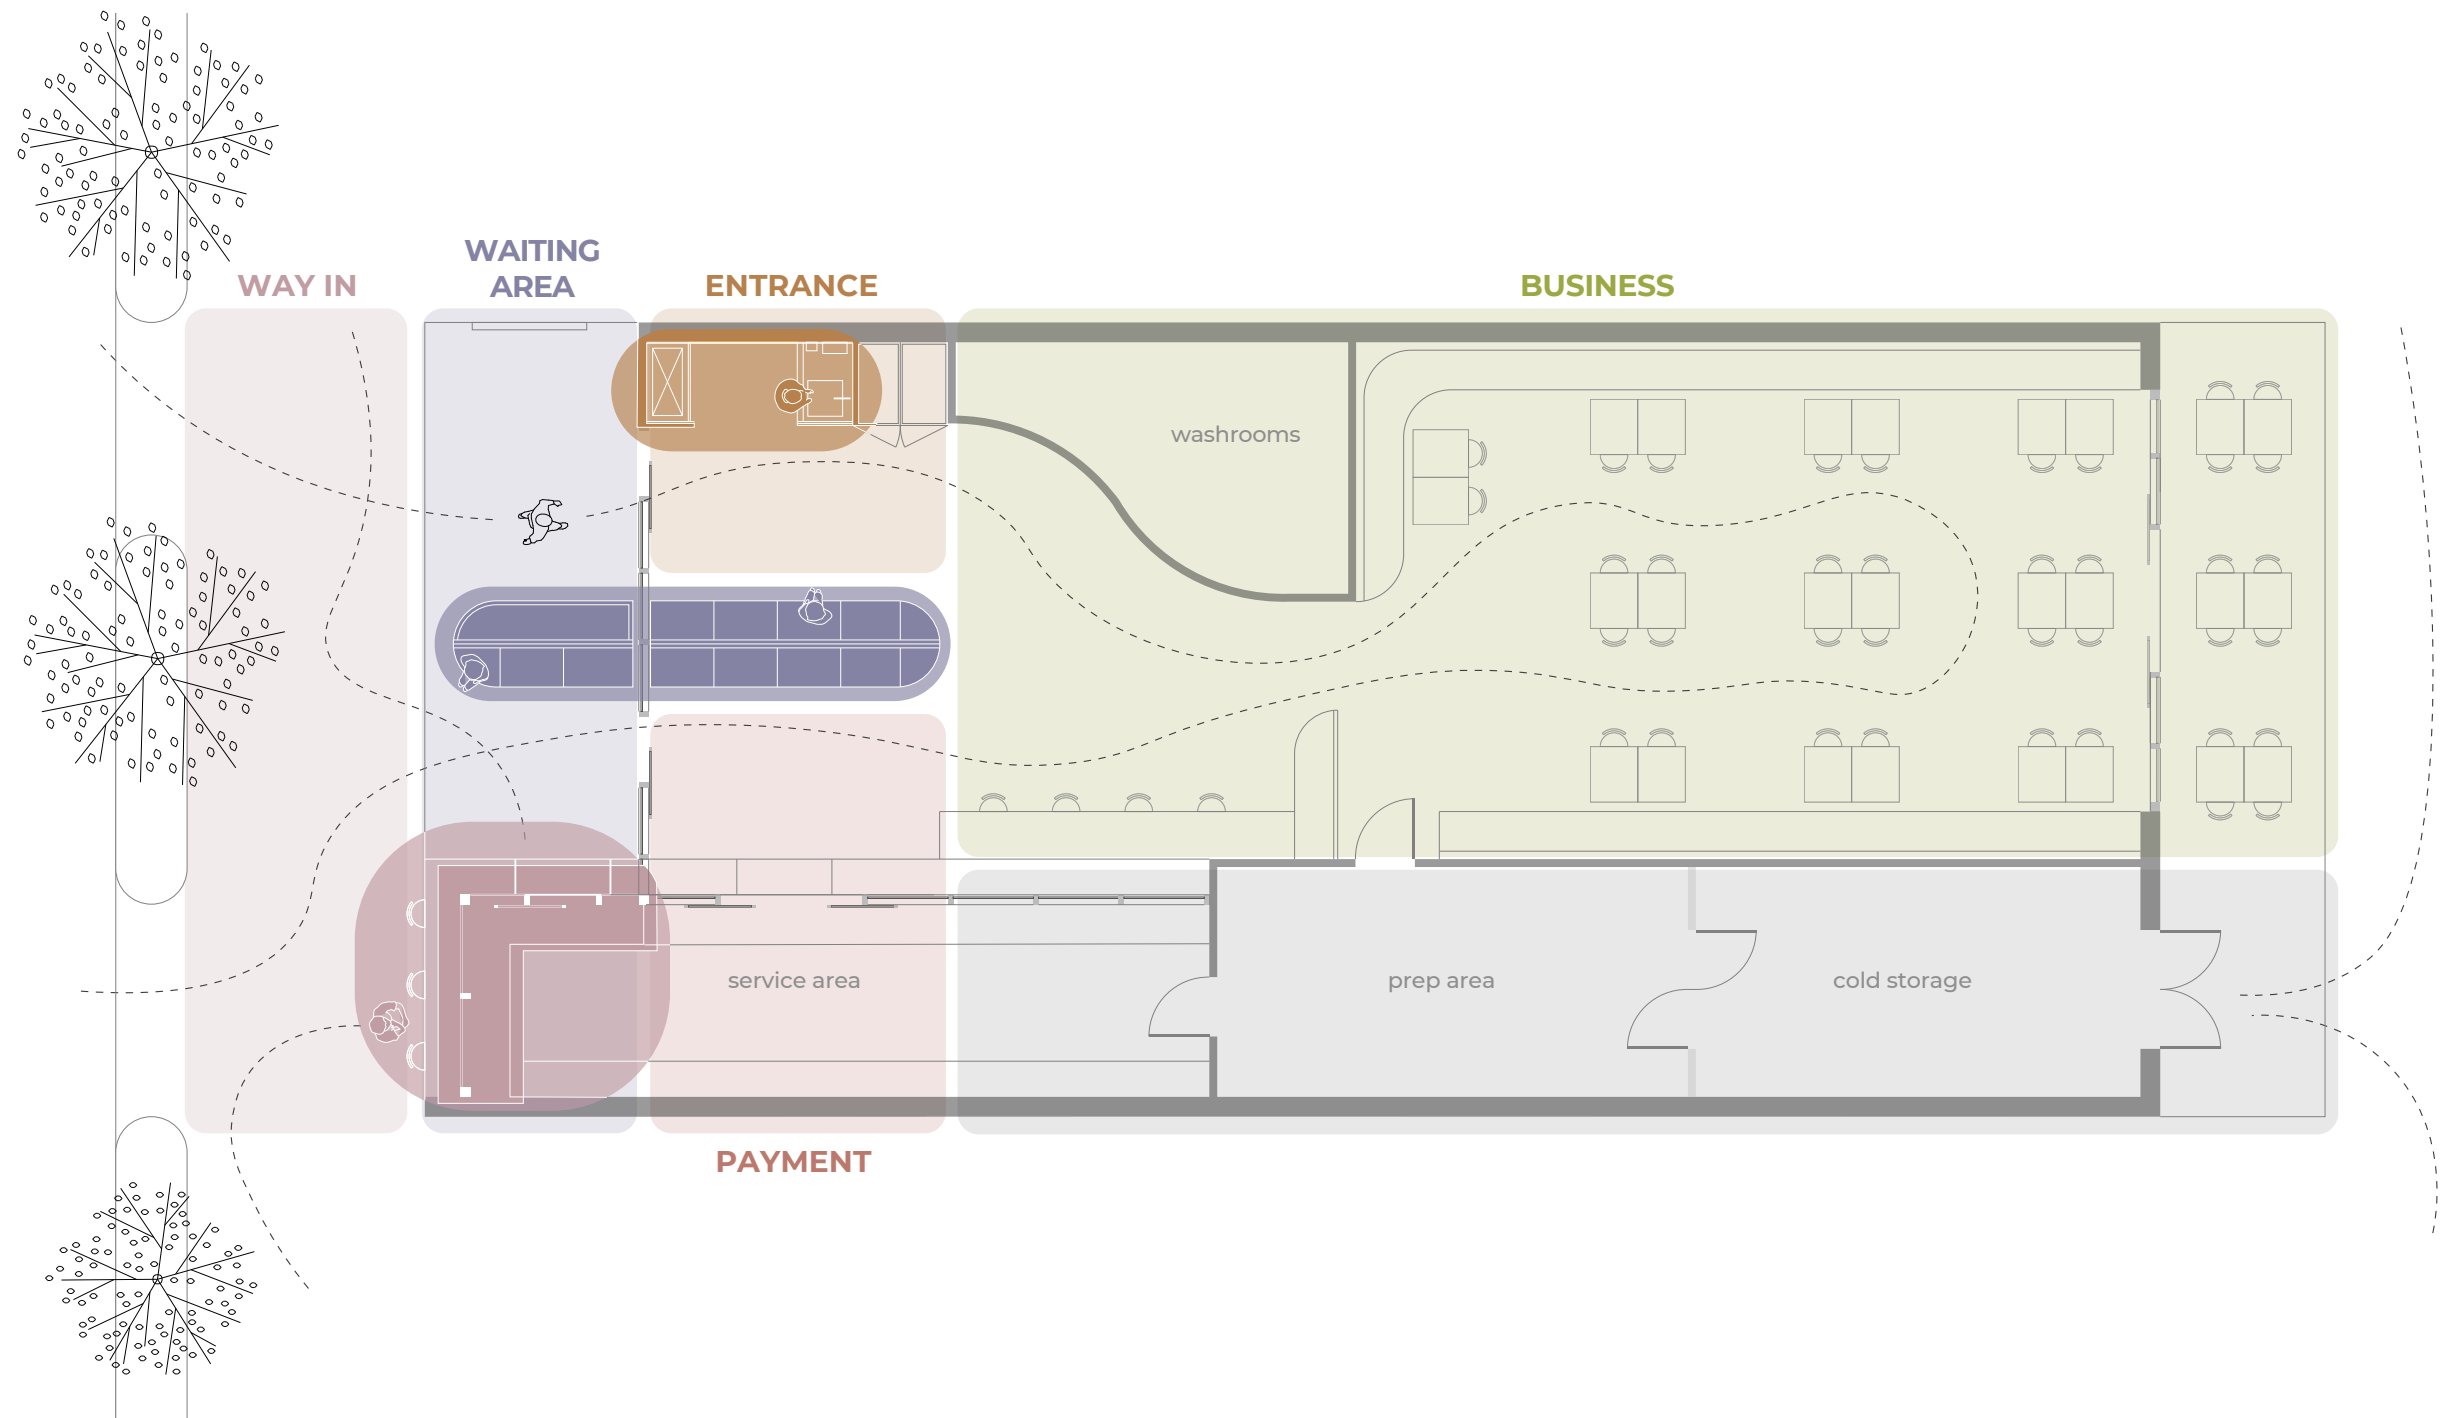 WAITING
AREA
WAY IN
ENTRANCE
BUSINESS
washrooms
service area
prep area
cold storage
PAYMENT